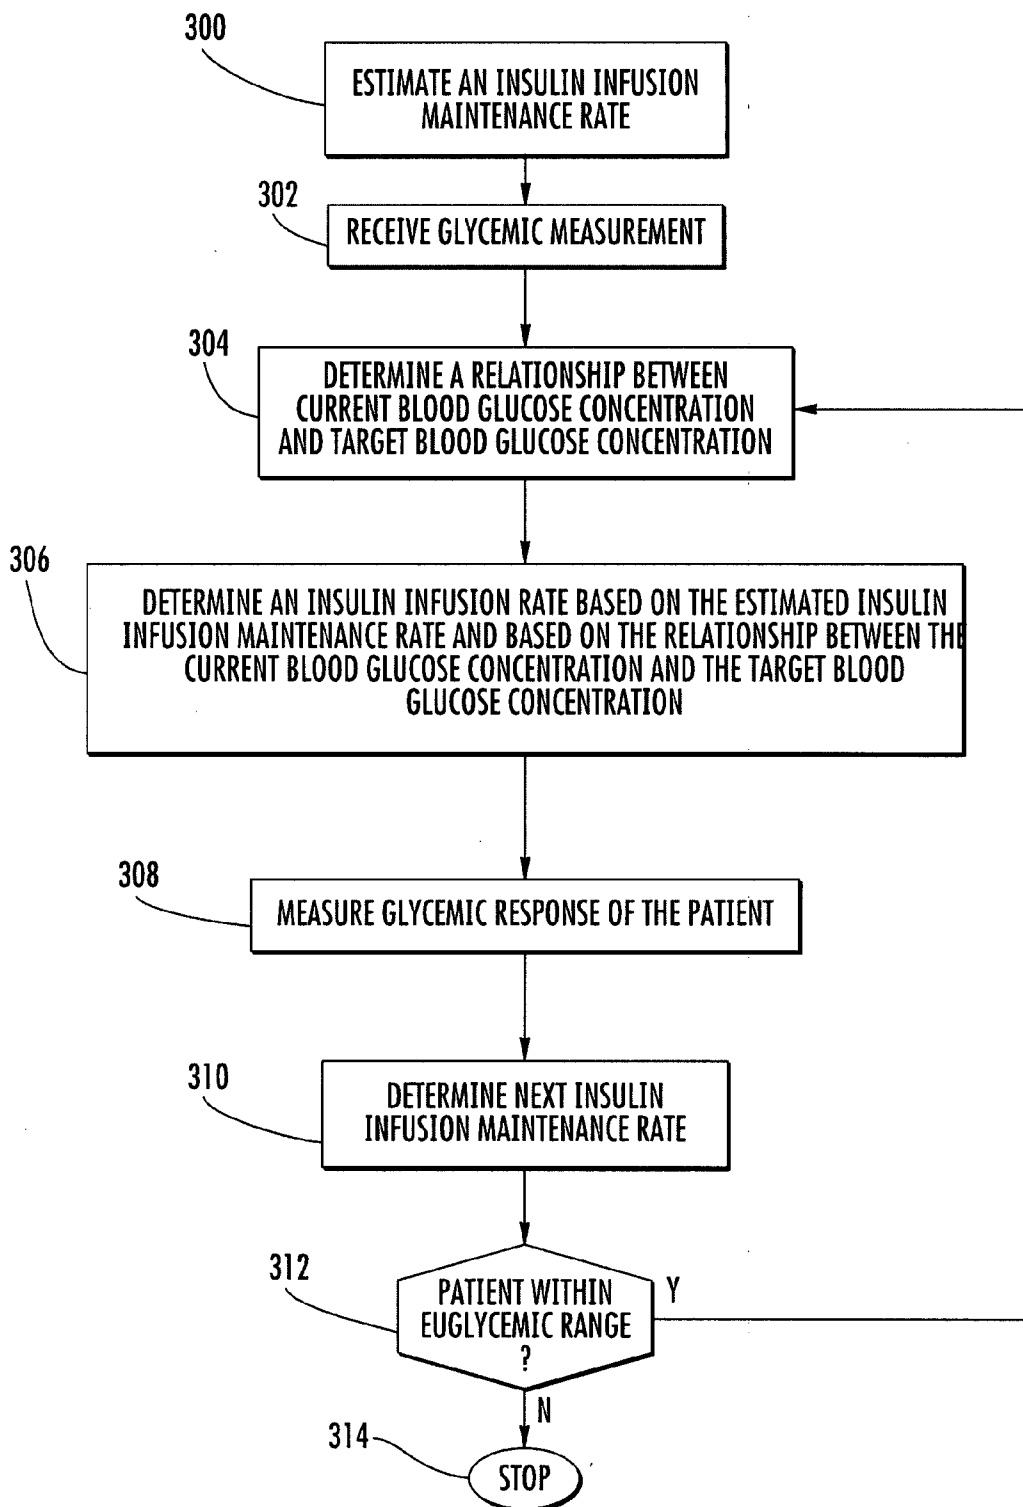 300
ESTIMATE AN INSULIN INFUSION
MAINTENANCE RATE
302
RECEIVE GLYCEMIC MEASUREMENT
304
DETERMINE A RELATIONSHIP BETWEEN
CURRENT BLOOD GLUCOSE CONCENTRATION
AND TARGET BLOOD GLUCOSE CONCENTRATION
306
DETERMINE AN INSULIN INFUSION RATE BASED ON THE ESTIMATED INSULIN
INFUSION MAINTENANCE RATE AND BASED ON THE RELATIONSHIP BETWEEN THE
CURRENT BLOOD GLUCOSE CONCENTRATION AND THE TARGET BLOOD
GLUCOSE CONCENTRATION
308
MEASURE GLYCEMIC RESPONSE OF THE PATIENT
310
DETERMINE NEXT INSULIN
INFUSION MAINTENANCE RATE
312
PATIENT WITHIN
EUGLYCEMIC RANGE
?
Y
N
314
STOP